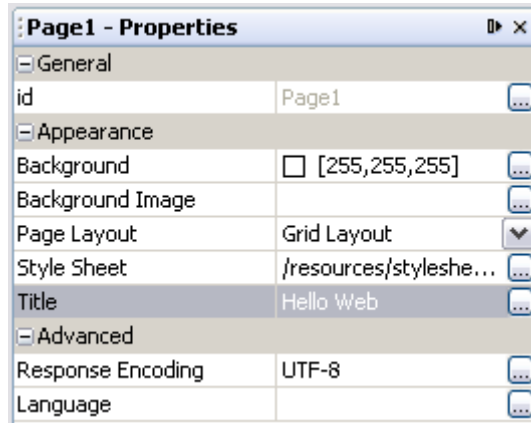 Page1 - Properties
General
id Page1 ...
Appearance
Background [255,255,255] ...
Background Image ...
Page Layout Grid Layout
Style Sheet /resources/styleshe... ...
Title Hello Web ...
Advanced
Response Encoding UTF-8 ...
Language ...